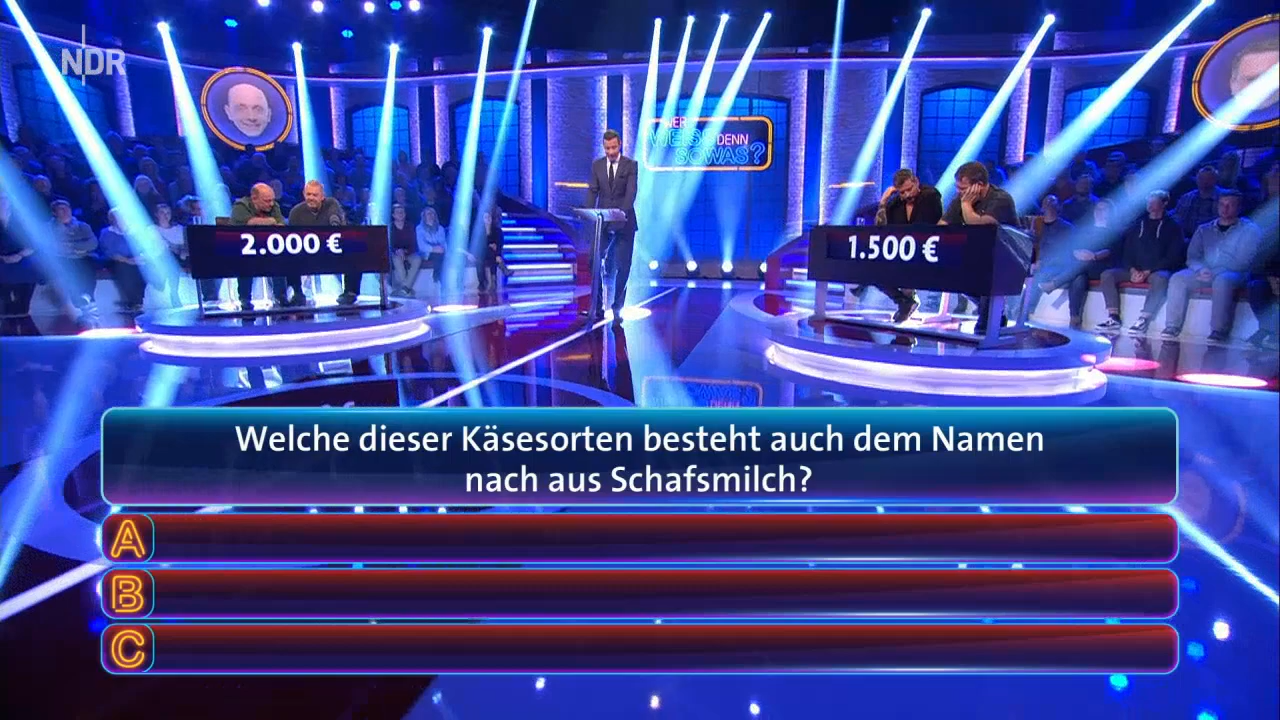 NDR
WER
WEISS DENN
SOWAS?
2.000 €
1.500 €
Welche dieser Käsesorten besteht auch dem Namen
nach aus Schafsmilch?
A
B
C